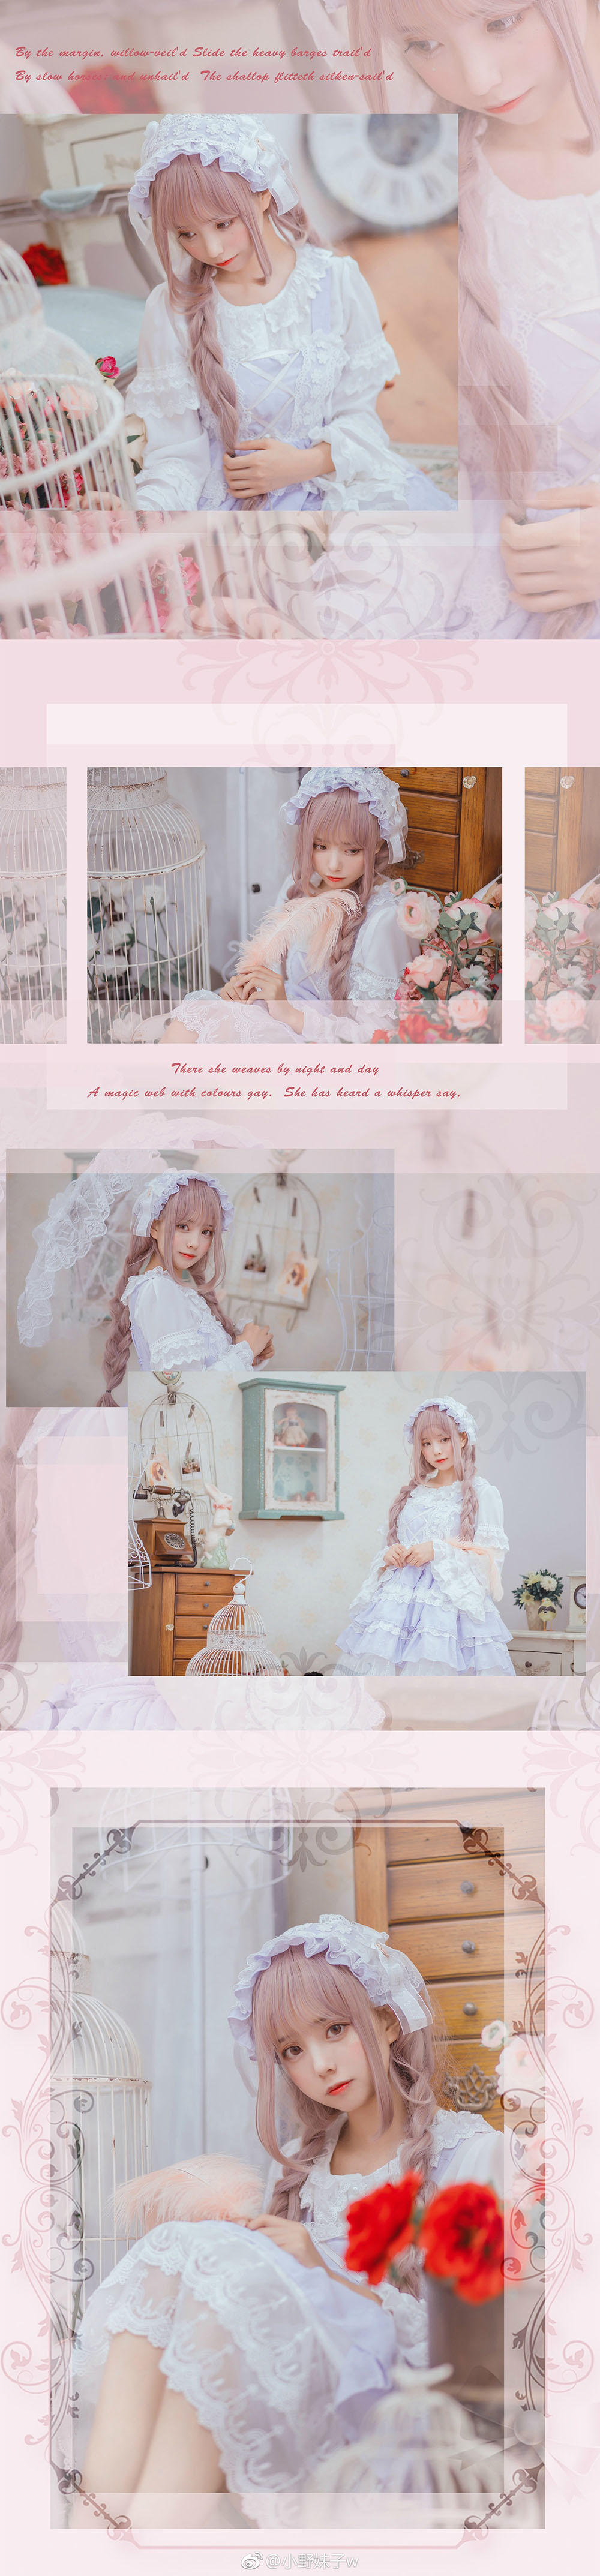 By the margin, willow-veil'd Slide the heavy barges trail'd
By slow horses; and unhail'd The shallop flitteth silken-sail'd
There she weaves by night and day
A magic web with colours gay. She has heard a whisper say,
@小野妹子w